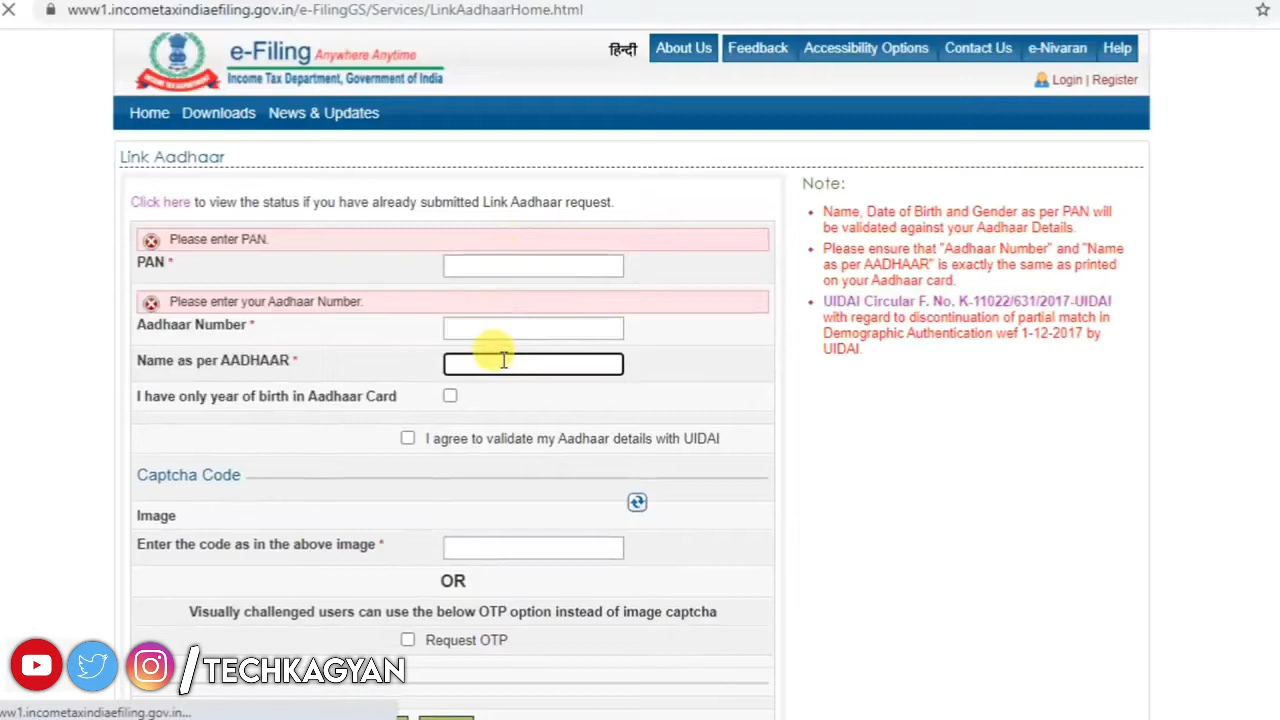 www1.incometaxindiaefiling.gov.in/e-FilingGS/Services/LinkAadhaarHome.html
e-Filing Anywhere Anytime
Income Tax Department, Government of India
हिन्दी About Us Feedback Accessibility Options Contact Us e-Nivaran Help
Login | Register
Home Downloads News & Updates
Link Aadhaar
Click here to view the status if you have already submitted Link Aadhaar request.
Please enter PAN.
PAN *
Please enter your Aadhaar Number.
Aadhaar Number *
Name as per AADHAAR *
I have only year of birth in Aadhaar Card
I agree to validate my Aadhaar details with UIDAI
Captcha Code
Image
Enter the code as in the above image *
OR
Visually challenged users can use the below OTP option instead of image captcha
Request OTP
Note:
Name, Date of Birth and Gender as per PAN will
be validated against your Aadhaar Details.
Please ensure that "Aadhaar Number" and "Name
as per AADHAAR" is exactly the same as printed
on your Aadhaar card.
UIDAI Circular F. No. K-11022/631/2017-UIDAI
with regard to discontinuation of partial match in
Demographic Authentication wef 1-12-2017 by
UIDAI.
/TECHKAGYAN
ww1.incometaxindiaefiling.gov.in...